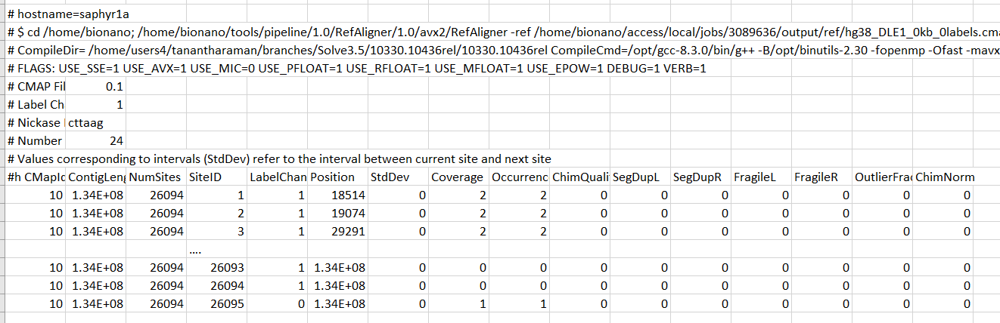 # hostname=saphyr1a
# $ cd /home/bionano; /home/bionano/tools/pipeline/1.0/RefAligner/1.0/avx2/RefAligner -ref /home/bionano/access/local/jobs/3089636/output/ref/hg38_DLE1_0kb_0labels.cma
# CompileDir= /home/users4/tanantharaman/branches/Solve3.5/10330.10436rel/10330.10436rel CompileCmd=/opt/gcc-8.3.0/bin/g++ -B/opt/binutils-2.30 -fopenmp -Ofast -mavx
# FLAGS: USE_SSE=1 USE_AVX=1 USE_MIC=0 USE_PFLOAT=1 USE_RFLOAT=1 USE_MFLOAT=1 USE_EPOW=1 DEBUG=1 VERB=1
# CMAP Fil 0.1
# Label Ch 1
# Nickase cttaag
# Number 24
# Values corresponding to intervals (StdDev) refer to the interval between current site and next site
#h CMapId ContigLeng NumSites SiteID LabelChan Position StdDev Coverage Occurrenc ChimQuali SegDupL SegDupR FragileL FragileR OutlierFrac ChimNorm
10 1.34E+08 26094 1 1 18514 0 2 2 0 0 0 0 0 0 0
10 1.34E+08 26094 2 1 19074 0 2 2 0 0 0 0 0 0 0
10 1.34E+08 26094 3 1 29291 0 2 2 0 0 0 0 0 0 0
....
10 1.34E+08 26094 26093 1 1.34E+08 0 0 0 0 0 0 0 0 0 0
10 1.34E+08 26094 26094 1 1.34E+08 0 0 0 0 0 0 0 0 0 0
10 1.34E+08 26094 26095 0 1.34E+08 0 1 1 0 0 0 0 0 0 0